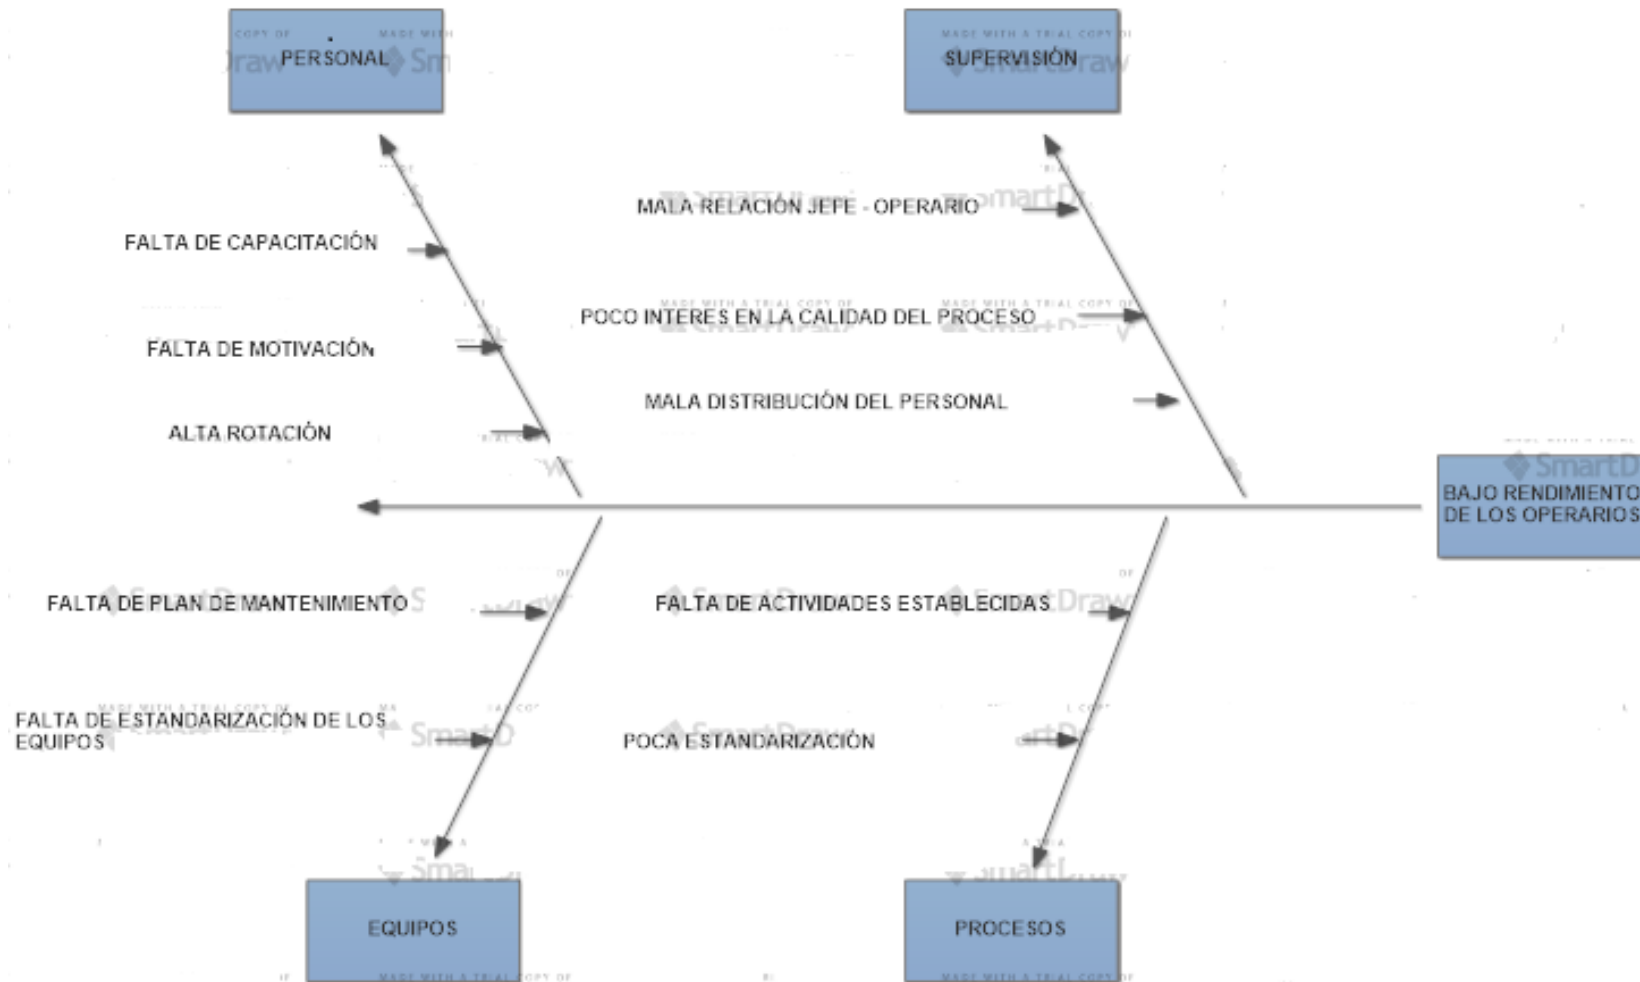 PERSONAL
SUPERVISIÓN
MALA RELACIÓN JEFE - OPERARIO
FALTA DE CAPACITACIÓN
POCO INTERES EN LA CALIDAD DEL PROCESO
FALTA DE MOTIVACIÓN
MALA DISTRIBUCIÓN DEL PERSONAL
ALTA ROTACIÓN
BAJO RENDIMIENTO
DE LOS OPERARIOS
FALTA DE PLAN DE MANTENIMIENTO
FALTA DE ACTIVIDADES ESTABLECIDAS
FALTA DE ESTANDARIZACIÓN DE LOS
EQUIPOS
POCA ESTANDARIZACIÓN
EQUIPOS
PROCESOS